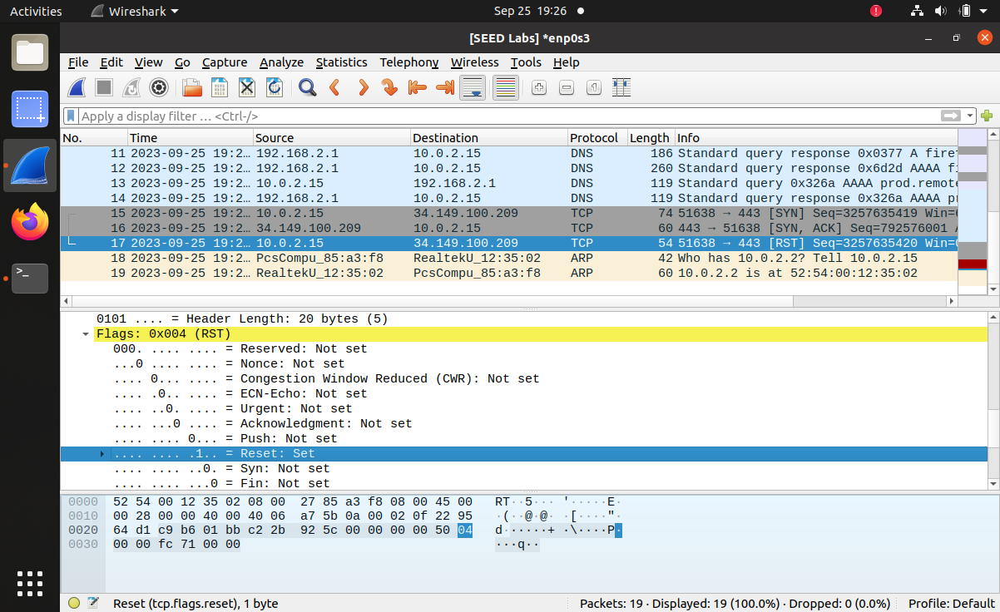 Activities Wireshark Sep 25 19:26
[SEED Labs] *enp0s3
File Edit View Go Capture Analyze Statistics Telephony Wireless Tools Help
Apply a display filter … <Ctrl-/>
No. Time Source Destination Protocol Length Info
11 2023-09-25 19:2… 192.168.2.1 10.0.2.15 DNS 186 Standard query response 0x0377 A
12 2023-09-25 19:2… 192.168.2.1 10.0.2.15 DNS 260 Standard query response 0x6d2d AAAA
13 2023-09-25 19:2… 10.0.2.15 192.168.2.1 DNS 119 Standard query 0x326a AAAA prod.remote
14 2023-09-25 19:2… 192.168.2.1 10.0.2.15 DNS 119 Standard query response 0x326a AAAA
15 2023-09-25 19:2… 10.0.2.15 34.149.100.209 TCP 74 51638 → 443 [SYN] Seq=3257635419 Win=
16 2023-09-25 19:2… 34.149.100.209 10.0.2.15 TCP 60 443 → 51638 [SYN, ACK] Seq=792576001
17 2023-09-25 19:2… 10.0.2.15 34.149.100.209 TCP 54 51638 → 443 [RST] Seq=3257635420 Win=
18 2023-09-25 19:2… PcsCompu_85:a3:f8 RealtekU_12:35:02 ARP 42 Who has 10.0.2.2? Tell 10.0.2.15
19 2023-09-25 19:2… RealtekU_12:35:02 PcsCompu_85:a3:f8 ARP 60 10.0.2.2 is at 52:54:00:12:35:02
0101 .... = Header Length: 20 bytes (5)
Flags: 0x004 (RST)
000. .... .... = Reserved: Not set
...0 .... .... = Nonce: Not set
.... 0... .... = Congestion Window Reduced (CWR): Not set
.... .0.. .... = ECN-Echo: Not set
.... ..0. .... = Urgent: Not set
.... ...0 .... = Acknowledgment: Not set
.... .... 0... = Push: Not set
.... .... .1.. = Reset: Set
.... .... ..0. = Syn: Not set
.... .... ...0 = Fin: Not set
0000 52 54 00 12 35 02 08 00 27 85 a3 f8 08 00 45 00 RT··5··· '·····E·
0010 00 28 00 00 40 00 40 06 a7 5b 0a 00 02 0f 22 95 ·(··@·@· ·[····"·
0020 64 d1 c9 b6 01 bb c2 2b 92 5c 00 00 00 00 50 04 d······+ ·\····P·
0030 00 00 fc 71 00 00 ···q··
Reset (tcp.flags.reset), 1 byte Packets: 19 · Displayed: 19 (100.0%) · Dropped: 0 (0.0%) Profile: Default